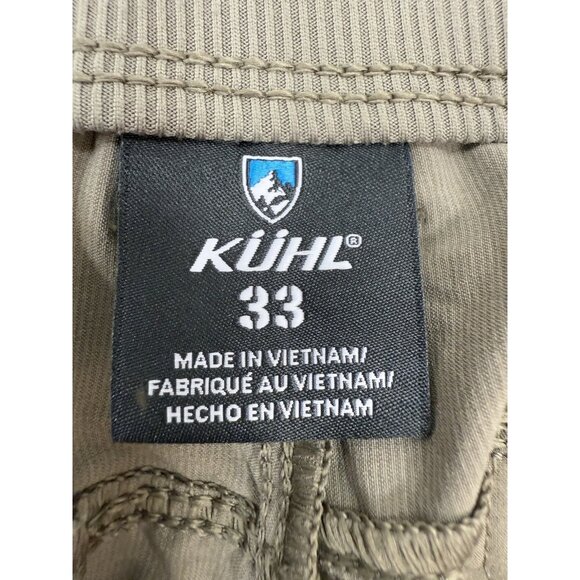 KÜHL®
33
MADE IN VIETNAM/
FABRIQUÉ AU VIETNAM/
HECHO EN VIETNAM